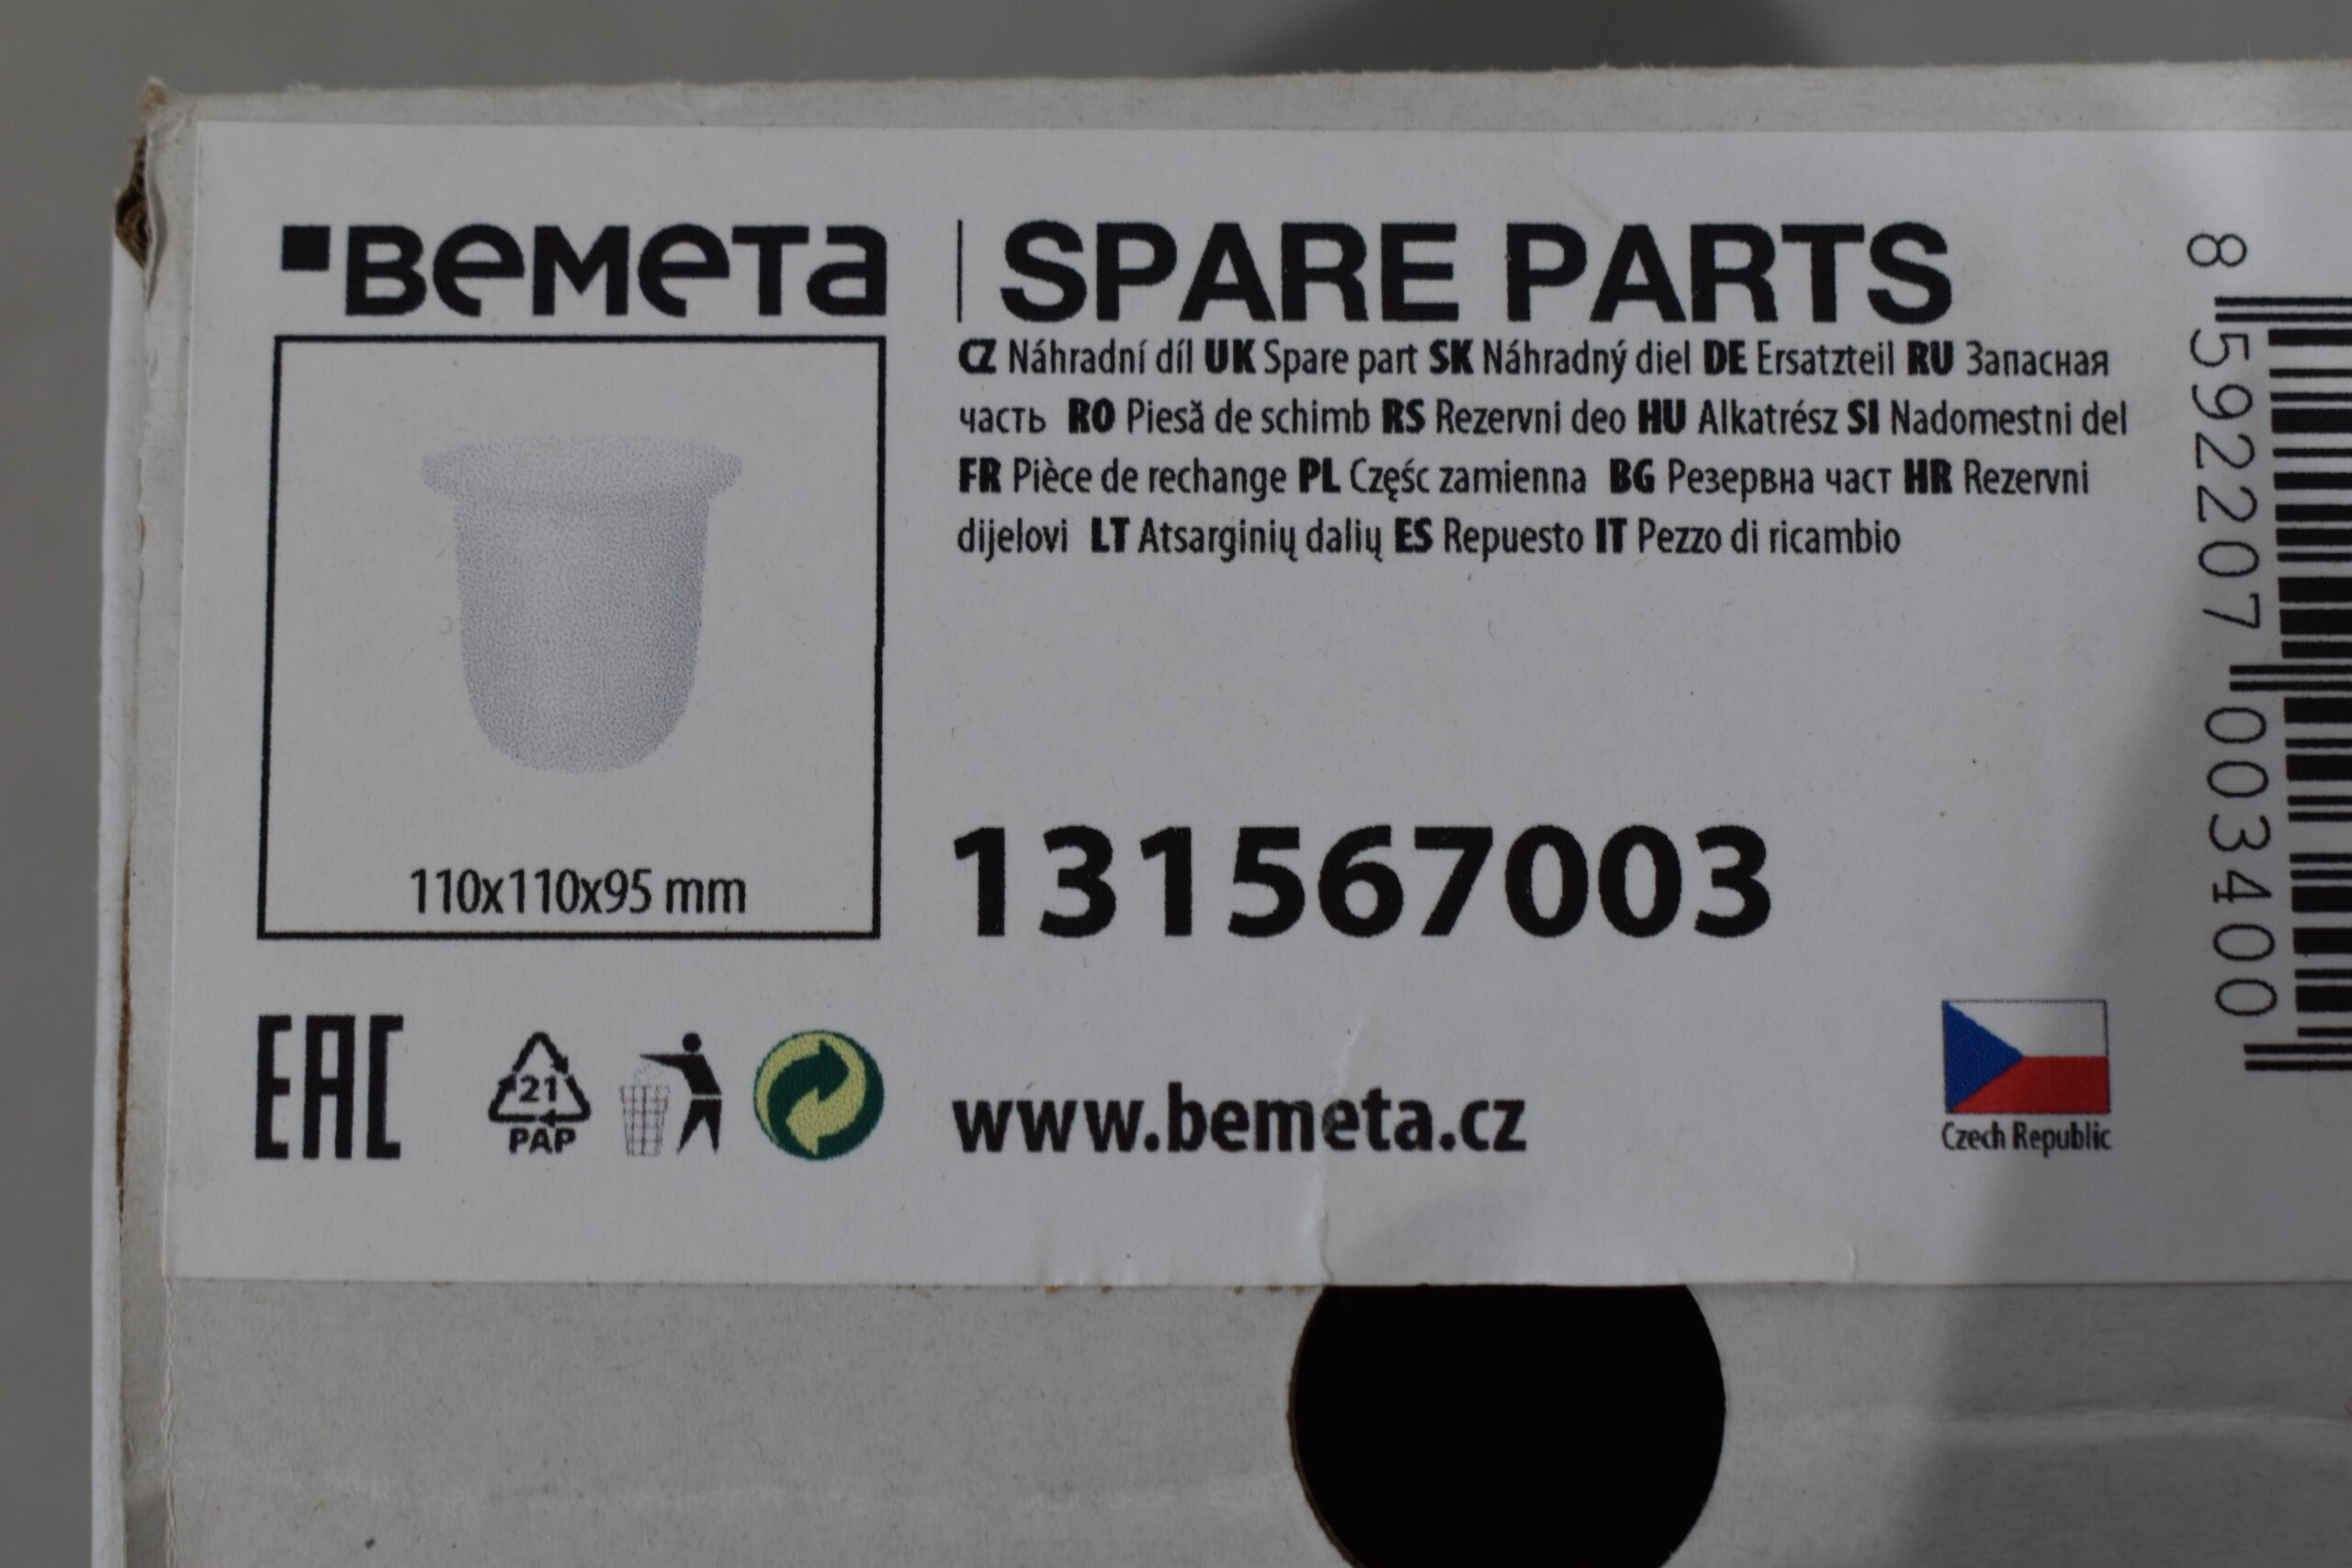 BEMETA | SPARE PARTS
CZ Náhradní díl UK Spare part SK Náhradný diel DE Ersatzteil RU Запасная
часть RO Piesă de schimb RS Rezervni deo HU Alkatrész SI Nadomestni del
FR Pièce de rechange PL Częśc zamienna BG Резервна част HR Rezervni
dijelovi LT Atsarginių dalių ES Repuesto IT Pezzo di ricambio
110x110x95 mm
131567003
EAC
21
PAP
www.bemeta.cz
Czech Republic
8 592207 003400